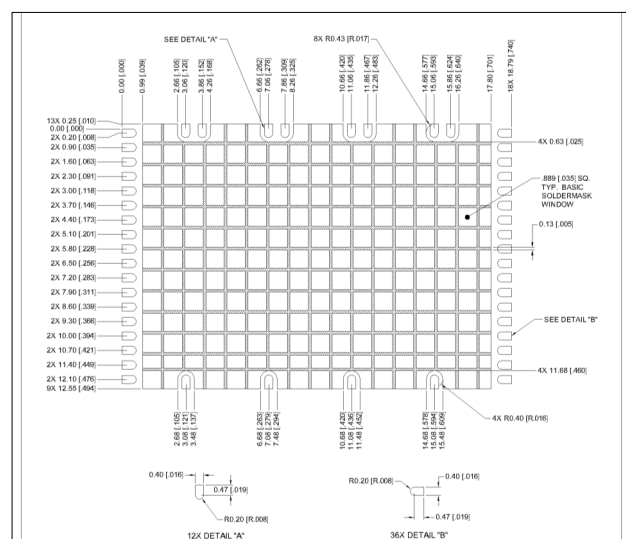 SEE DETAIL "A"
8X R0.43 [R.017]
0.00 [.000]
0.99 [.039]
2.66 [.105]
3.06 [.120]
3.86 [.152]
4.26 [.168]
6.66 [.262]
7.06 [.278]
7.86 [.309]
8.26 [.325]
10.66 [.420]
11.06 [.435]
11.86 [.467]
12.26 [.483]
14.66 [.577]
15.06 [.593]
15.86 [.624]
16.26 [.640]
17.80 [.701]
18X 18.79 [.740]
13X 0.25 [.010]
0.00 [.000]
2X 0.20 [.008]
2X 0.90 [.035]
2X 1.60 [.063]
2X 2.30 [.091]
2X 3.00 [.118]
2X 3.70 [.146]
2X 4.40 [.173]
2X 5.10 [.201]
2X 5.80 [.228]
2X 6.50 [.256]
2X 7.20 [.283]
2X 7.90 [.311]
2X 8.60 [.339]
2X 9.30 [.366]
2X 10.00 [.394]
2X 10.70 [.421]
2X 11.40 [.449]
2X 12.10 [.476]
9X 12.55 [.494]
4X 0.63 [.025]
.889 [.035] SQ.
TYP. BASIC
SOLDERMASK
WINDOW
0.13 [.005]
SEE DETAIL "B"
4X 11.68 [.460]
4X R0.40 [R.016]
2.68 [.105]
3.08 [.121]
3.48 [.137]
6.68 [.263]
7.08 [.279]
7.48 [.294]
10.68 [.420]
11.08 [.436]
11.48 [.452]
14.68 [.578]
15.08 [.594]
15.48 [.609]
0.40 [.016]
0.47 [.019]
R0.20 [R.008]
12X DETAIL "A"
R0.20 [R.008]
0.40 [.016]
0.47 [.019]
36X DETAIL "B"